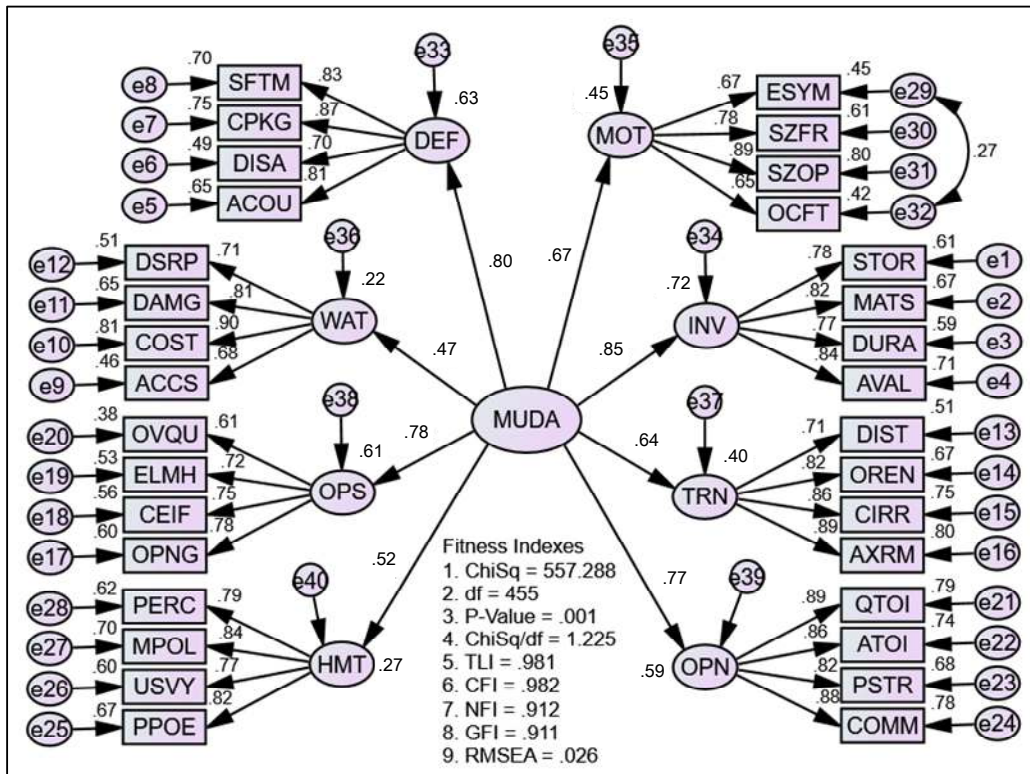 e33
e35
.70
.63
.45
.45
e8
SFTM
.83
.67
ESYM
e29
.75
.61
e7
CPKG
.87
DEF
MOT
.78
SZFR
e30
.27
.49
.70
.89
.80
e6
DISA
SZOP
e31
.65
.81
.65
.42
e5
ACOU
OCFT
e32
e36
e34
.51
.80
.67
.61
e12
DSRP
.71
.22
.72
.78
STOR
e1
.65
.67
e11
DAMG
.81
WAT
INV
.82
MATS
e2
.81
.90
.77
.59
e10
COST
DURA
e3
.46
.68
.47
.85
.84
.71
e9
ACCS
AVAL
e4
e38
MUDA
e37
.38
.51
e20
OVQU
.61
.78
.64
.71
DIST
e13
.53
.61
.40
.67
e19
ELMH
.72
OPS
TRN
.82
OREN
e14
.56
.75
.86
.75
e18
CEIF
CIRR
e15
.60
.78
.89
.80
e17
OPNG
AXRM
e16
.52
.77
Fitness Indexes
1. ChiSq = 557.288
2. df = 455
3. P-Value = .001
4. ChiSq/df = 1.225
5. TLI = .981
6. CFI = .982
7. NFI = .912
8. GFI = .911
9. RMSEA = .026
e40
e39
.62
.79
e28
PERC
.79
.89
QTOI
e21
.70
.74
e27
MPOL
.84
HMT
.27
.59
OPN
.86
ATOI
e22
.60
.77
.82
.68
e26
USVY
PSTR
e23
.67
.82
.88
.78
e25
PPOE
COMM
e24